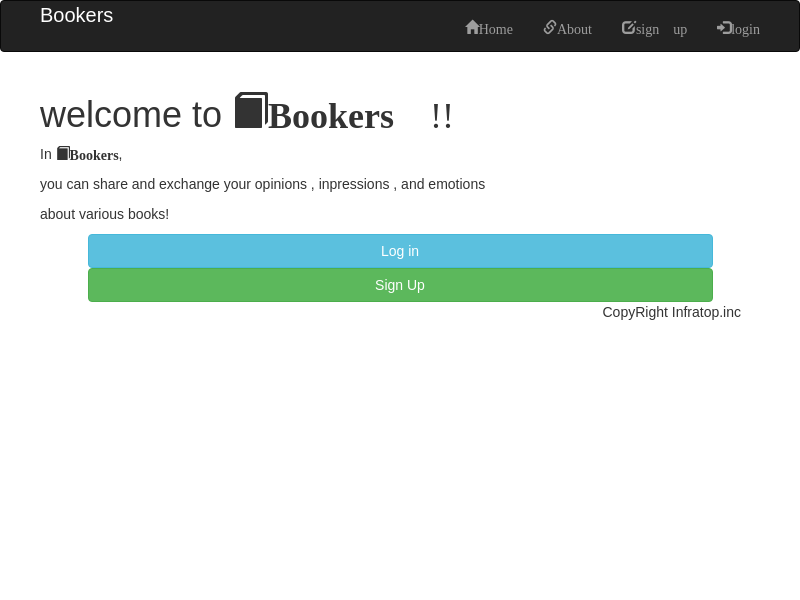 Bookers
Home About sign up login
welcome to Bookers !!
In Bookers,
you can share and exchange your opinions , inpressions , and emotions
about various books!
Log in
Sign Up
CopyRight Infratop.inc